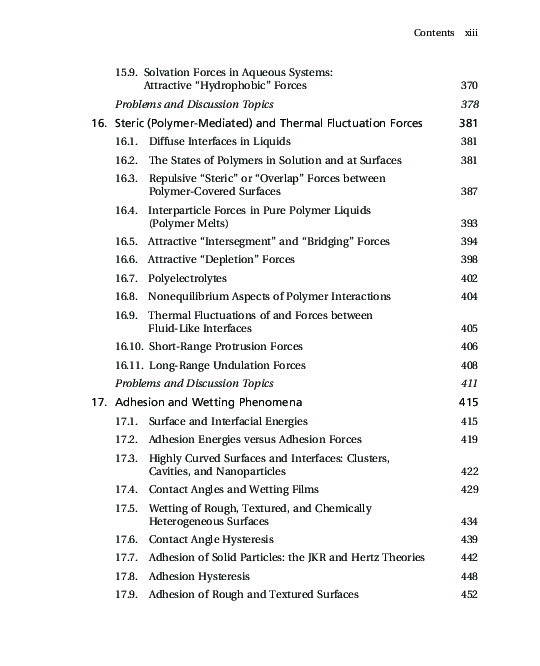 Contents xiii
15.9. Solvation Forces in Aqueous Systems:
Attractive “Hydrophobic” Forces 370
Problems and Discussion Topics 378
16. Steric (Polymer-Mediated) and Thermal Fluctuation Forces 381
16.1. Diffuse Interfaces in Liquids 381
16.2. The States of Polymers in Solution and at Surfaces 381
16.3. Repulsive “Steric” or “Overlap” Forces between
Polymer-Covered Surfaces 387
16.4. Interparticle Forces in Pure Polymer Liquids
(Polymer Melts) 393
16.5. Attractive “Intersegment” and “Bridging” Forces 394
16.6. Attractive “Depletion” Forces 398
16.7. Polyelectrolytes 402
16.8. Nonequilibrium Aspects of Polymer Interactions 404
16.9. Thermal Fluctuations of and Forces between
Fluid-Like Interfaces 405
16.10. Short-Range Protrusion Forces 406
16.11. Long-Range Undulation Forces 408
Problems and Discussion Topics 411
17. Adhesion and Wetting Phenomena 415
17.1. Surface and Interfacial Energies 415
17.2. Adhesion Energies versus Adhesion Forces 419
17.3. Highly Curved Surfaces and Interfaces: Clusters,
Cavities, and Nanoparticles 422
17.4. Contact Angles and Wetting Films 429
17.5. Wetting of Rough, Textured, and Chemically
Heterogeneous Surfaces 434
17.6. Contact Angle Hysteresis 439
17.7. Adhesion of Solid Particles: the JKR and Hertz Theories 442
17.8. Adhesion Hysteresis 448
17.9. Adhesion of Rough and Textured Surfaces 452